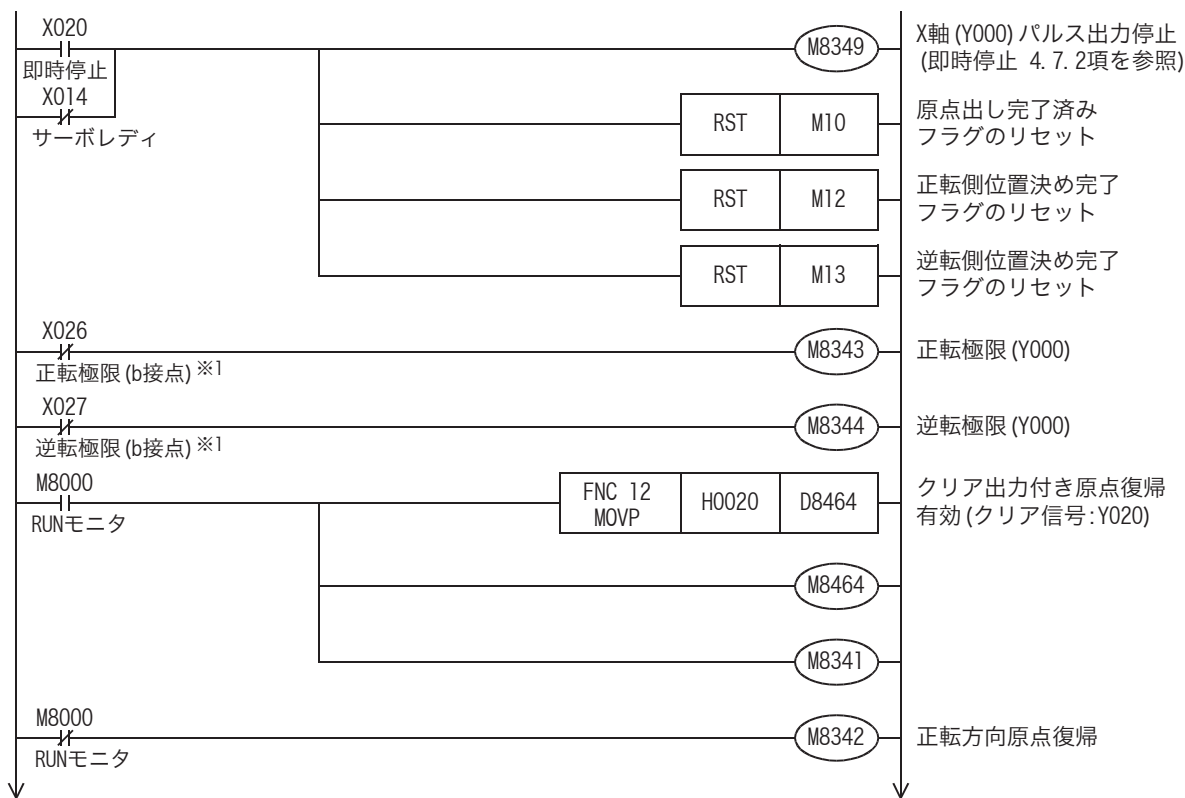 X020
M8349
X軸(Y000)パルス出力停止
(即時停止 4.7.2項を参照)
即時停止
X014
サーボレディ
RST M10
原点出し完了済み
フラグのリセット
RST M12
正転側位置決め完了
フラグのリセット
RST M13
逆転側位置決め完了
フラグのリセット
X026
正転極限(b接点)※1
M8343
正転極限(Y000)
X027
逆転極限(b接点)※1
M8344
逆転極限(Y000)
M8000
RUNモニタ
FNC 12
MOVP
H0020 D8464
クリア出力付き原点復帰
有効(クリア信号:Y020)
M8464
M8341
M8000
RUNモニタ
M8342
正転方向原点復帰